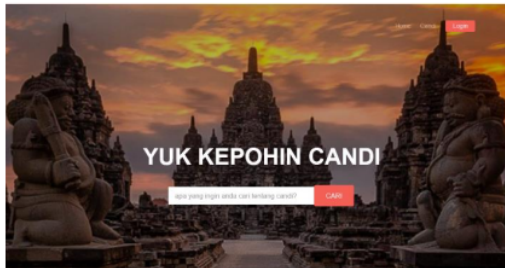 Home Candi Login
YUK KEPOHIN CANDI
apa yang ingin anda cari tentang candi?
CARI